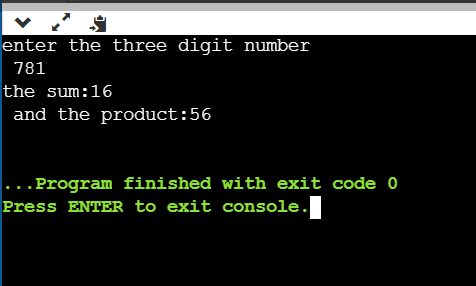 enter the three digit number
781
the sum:16
and the product:56
...Program finished with exit code 0
Press ENTER to exit console.